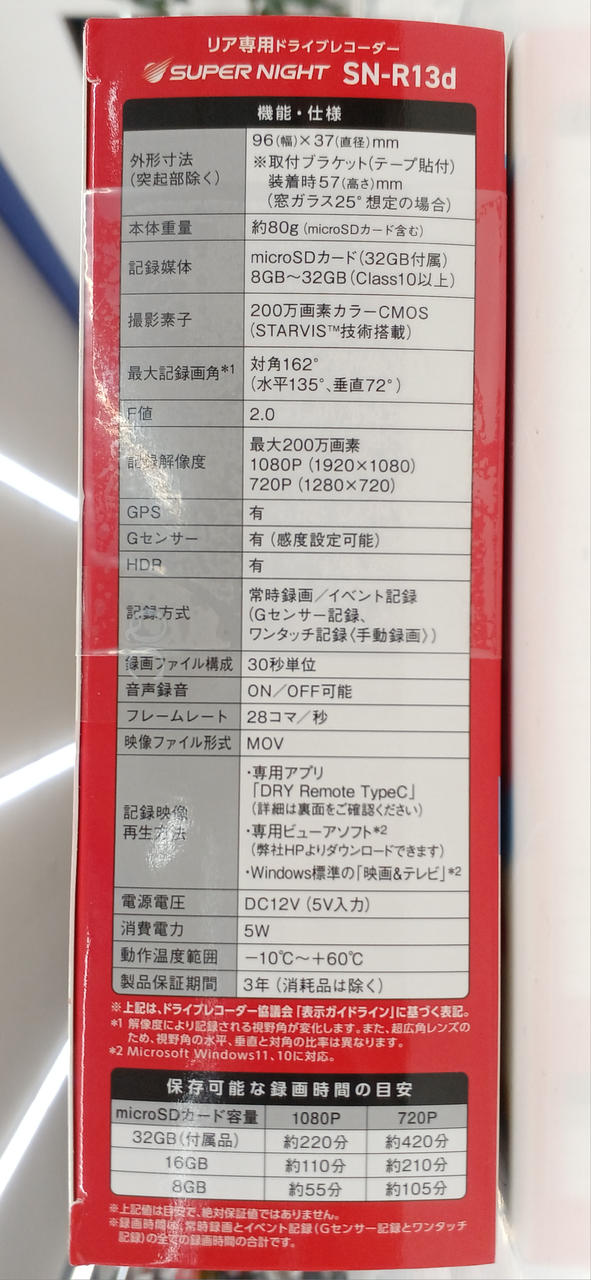 リア専用ドライブレコーダー
SUPER NIGHT SN-R13d
機能・仕様
外形寸法
(突起部除く)
96(幅)×37(直径)mm
※取付ブラケット(テープ貼付)
装着時57(高さ)mm
(窓ガラス25°想定の場合)
本体重量
約80g(microSDカード含む)
記録媒体
microSDカード(32GB付属)
8GB〜32GB(Class10以上)
撮影素子
200万画素カラーCMOS
(STARVIS™技術搭載)
最大記録画角*1
対角162°
(水平135°、垂直72°)
F値
2.0
記録解像度
最大200万画素
1080P(1920×1080)
720P(1280×720)
GPS
有
Gセンサー
有(感度設定可能)
HDR
有
記録方式
常時録画/イベント記録
(Gセンサー記録、
ワンタッチ記録〈手動録画〉)
録画ファイル構成
30秒単位
音声録音
ON/OFF可能
フレームレート
28コマ/秒
映像ファイル形式
MOV
記録映像
再生方法
・専用アプリ
「DRY Remote TypeC」
(詳細は裏面をご確認ください)
・専用ビューアソフト*2
(弊社HPよりダウンロードできます)
・Windows標準の「映画&テレビ」*2
電源電圧
DC12V(5V入力)
消費電力
5W
動作温度範囲
−10℃〜+60℃
製品保証期間
3年(消耗品は除く)
※上記は、ドライブレコーダー協議会「表示ガイドライン」に基づく表記。
*1 解像度により記録される視野角が変化します。また、超広角レンズの
ため、視野角の水平、垂直と対角の比率は異なります。
*2 Microsoft Windows11、10に対応。
保存可能な録画時間の目安
microSDカード容量 1080P 720P
32GB(付属品) 約220分 約420分
16GB 約110分 約210分
8GB 約55分 約105分
※上記値は目安で、絶対保証値ではありません。
※録画時間は、常時録画とイベント記録(Gセンサー記録とワンタッチ
記録)の全ての録画時間の合計です。